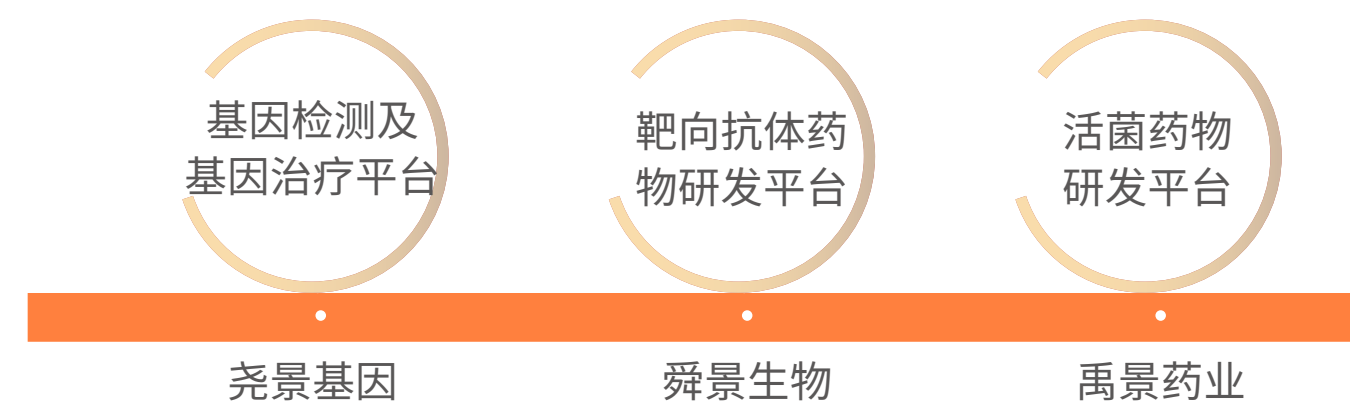 基因检测及
基因治疗平台
靶向抗体药
物研发平台
活菌药物
研发平台
尧景基因
舜景生物
禹景药业